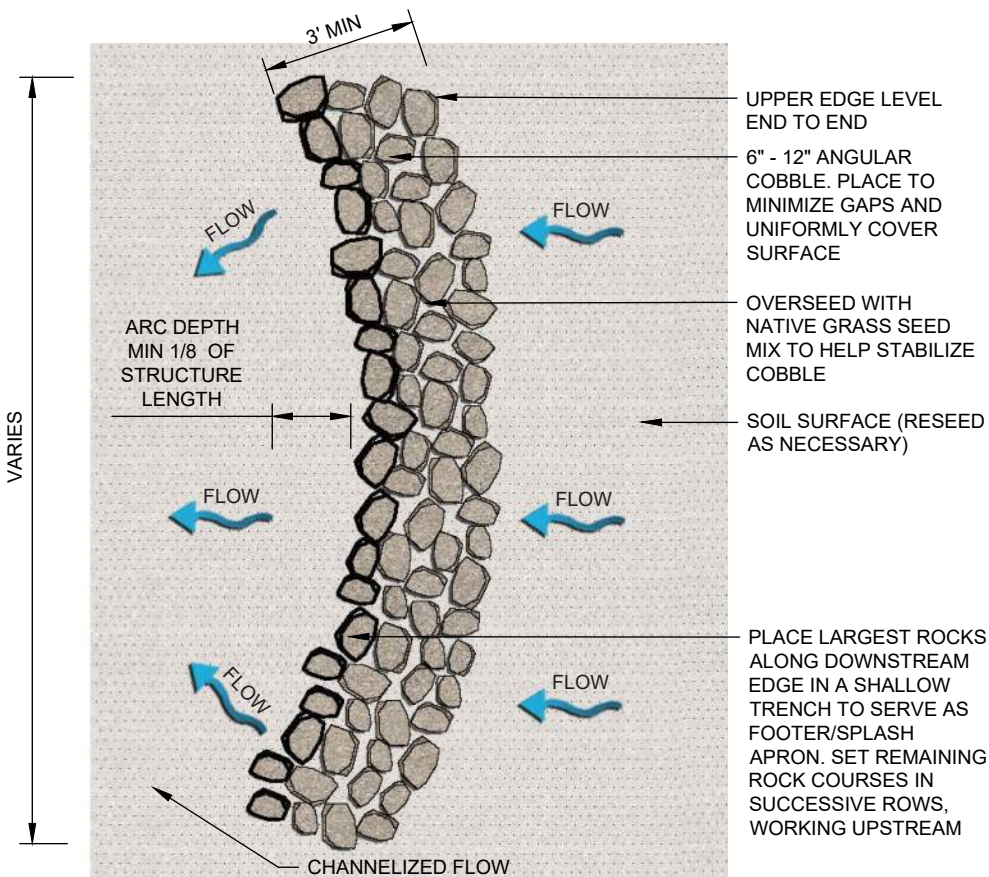 3' MIN
UPPER EDGE LEVEL
END TO END
6" - 12" ANGULAR
COBBLE. PLACE TO
MINIMIZE GAPS AND
UNIFORMLY COVER
SURFACE
FLOW
FLOW
OVERSEED WITH
NATIVE GRASS SEED
MIX TO HELP STABILIZE
COBBLE
ARC DEPTH
MIN 1/8 OF
STRUCTURE
LENGTH
SOIL SURFACE (RESEED
AS NECESSARY)
VARIES
FLOW
FLOW
PLACE LARGEST ROCKS
ALONG DOWNSTREAM
EDGE IN A SHALLOW
TRENCH TO SERVE AS
FOOTER/SPLASH
APRON. SET REMAINING
ROCK COURSES IN
SUCCESSIVE ROWS,
WORKING UPSTREAM
FLOW
FLOW
CHANNELIZED FLOW